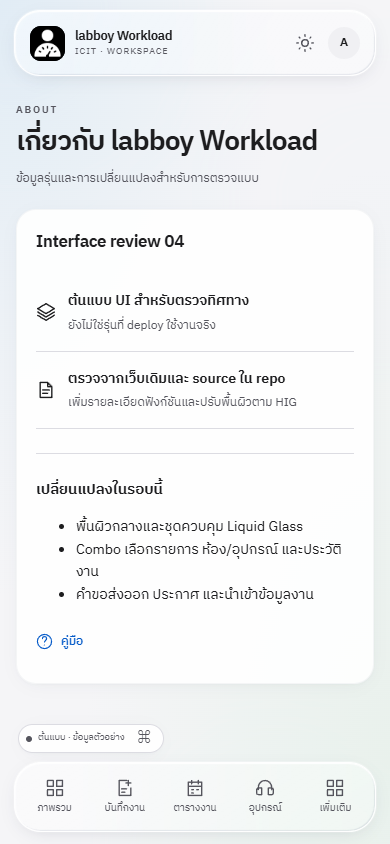 labboy Workload
ICIT · WORKSPACE
A
ABOUT
เกี่ยวกับ labboy Workload
ข้อมูลรุ่นและการเปลี่ยนแปลงสำหรับการตรวจแบบ
Interface review 04
ต้นแบบ UI สำหรับตรวจทิศทาง
ยังไม่ใช่รุ่นที่ deploy ใช้งานจริง
ตรวจจากเว็บเดิมและ source ใน repo
เพิ่มรายละเอียดฟังก์ชันและปรับพื้นผิวตาม HIG
เปลี่ยนแปลงในรอบนี้
• พื้นผิวกลางและชุดควบคุม Liquid Glass
• Combo เลือกรายการ ห้อง/อุปกรณ์ และประวัติ
งาน
• คำขอส่งออก ประกาศ และนำเข้าข้อมูลงาน
คู่มือ
ต้นแบบ · ข้อมูลตัวอย่าง ⌘
ภาพรวม บันทึกงาน ตารางงาน อุปกรณ์ เพิ่มเติม